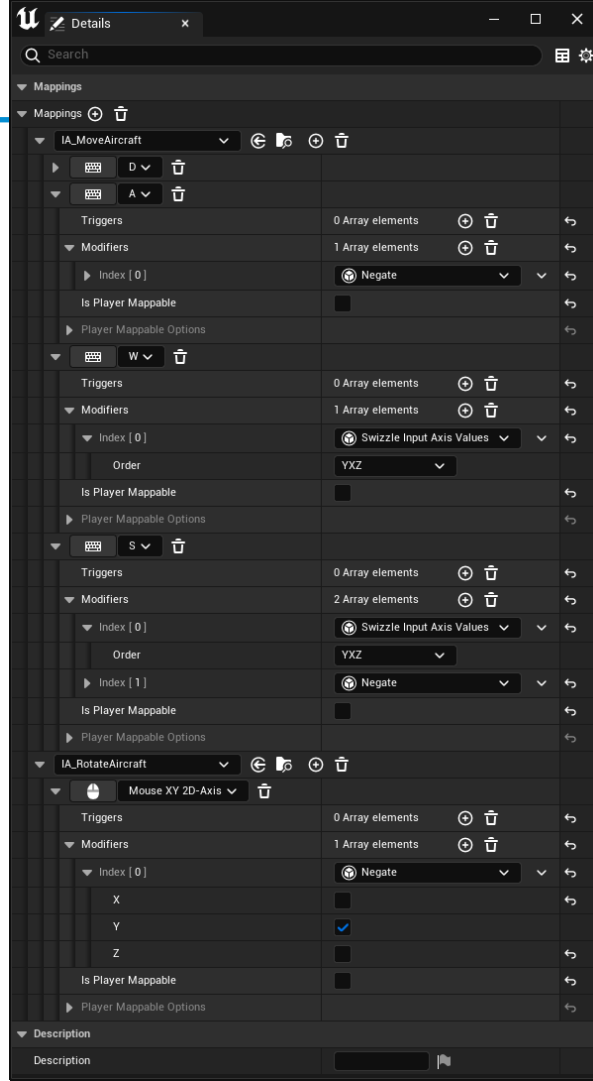 Details
Search
Mappings
Mappings
IA_MoveAircraft
D
A
Triggers 0 Array elements
Modifiers 1 Array elements
Index [ 0 ] Negate
Is Player Mappable
Player Mappable Options
W
Triggers 0 Array elements
Modifiers 1 Array elements
Index [ 0 ] Swizzle Input Axis Values
Order YXZ
Is Player Mappable
Player Mappable Options
S
Triggers 0 Array elements
Modifiers 2 Array elements
Index [ 0 ] Swizzle Input Axis Values
Order YXZ
Index [ 1 ] Negate
Is Player Mappable
Player Mappable Options
IA_RotateAircraft
Mouse XY 2D-Axis
Triggers 0 Array elements
Modifiers 1 Array elements
Index [ 0 ] Negate
X
Y
Z
Is Player Mappable
Player Mappable Options
Description
Description